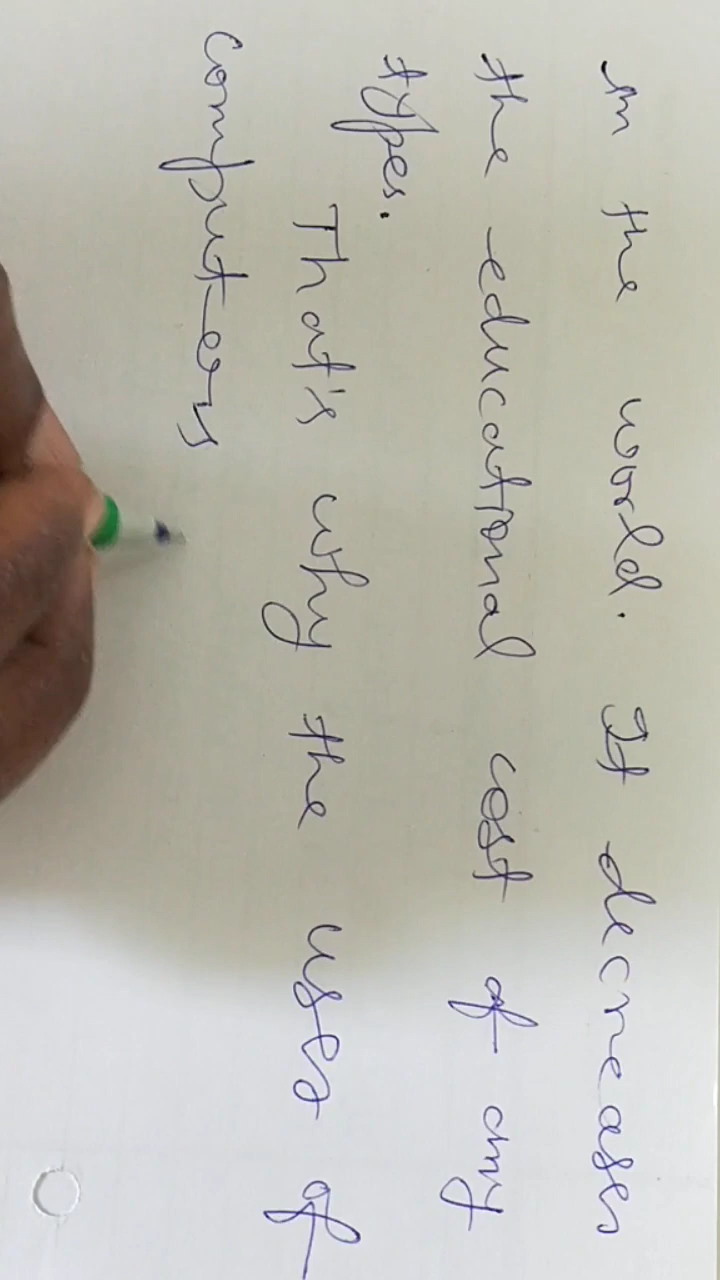 in the world. It decreases
the educational cost of any
types.
That's why the uses of
computers